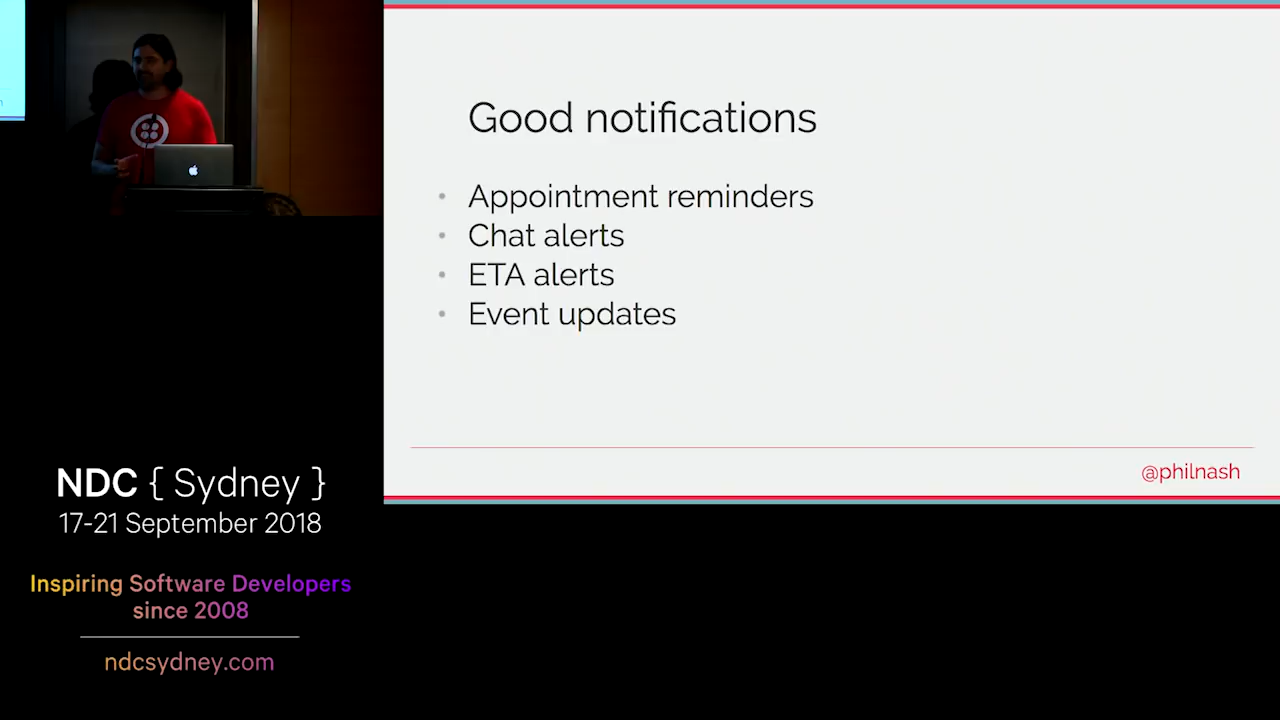 Good notifications
Appointment reminders
Chat alerts
ETA alerts
Event updates
@philnash
NDC { Sydney }
17-21 September 2018
Inspiring Software Developers
since 2008
ndcsydney.com